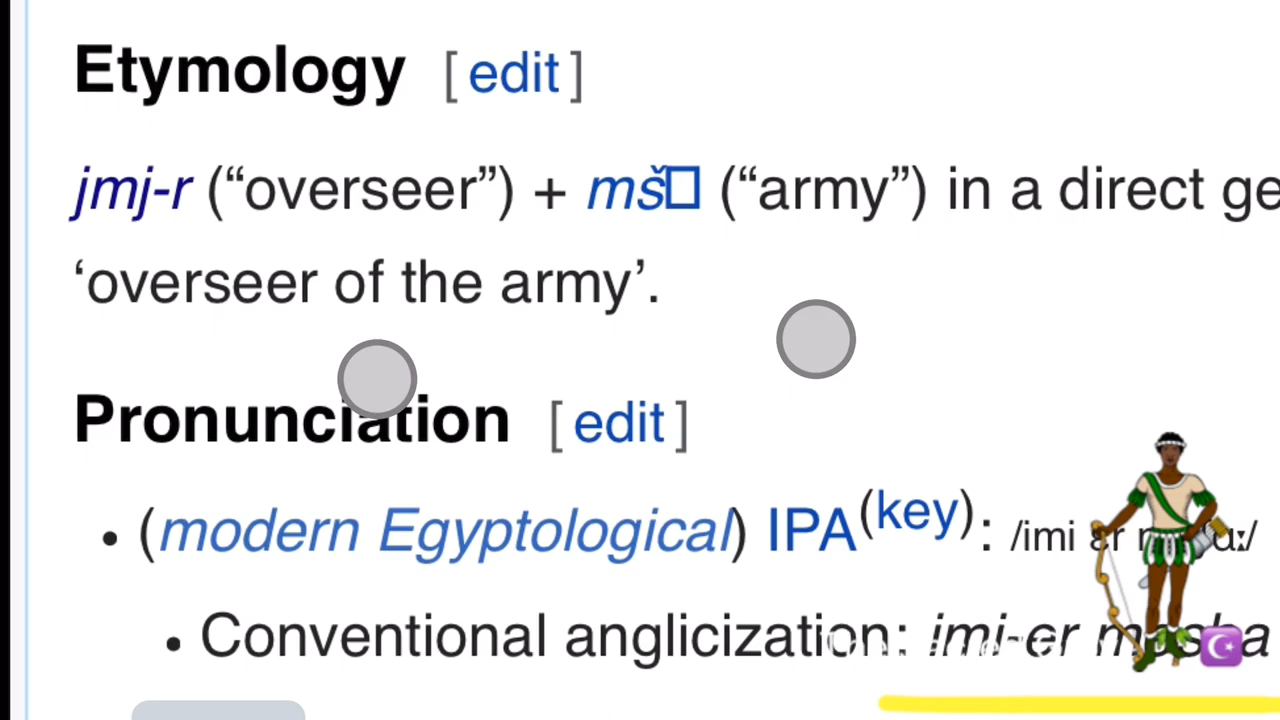 Etymology [ edit ]
jmj-r (“overseer”) + mš (“army”) in a direct ge
‘overseer of the army’.
Pronunciation [ edit ]
• (modern Egyptological) IPA(key): /imi
• Conventional anglicization: imi-er